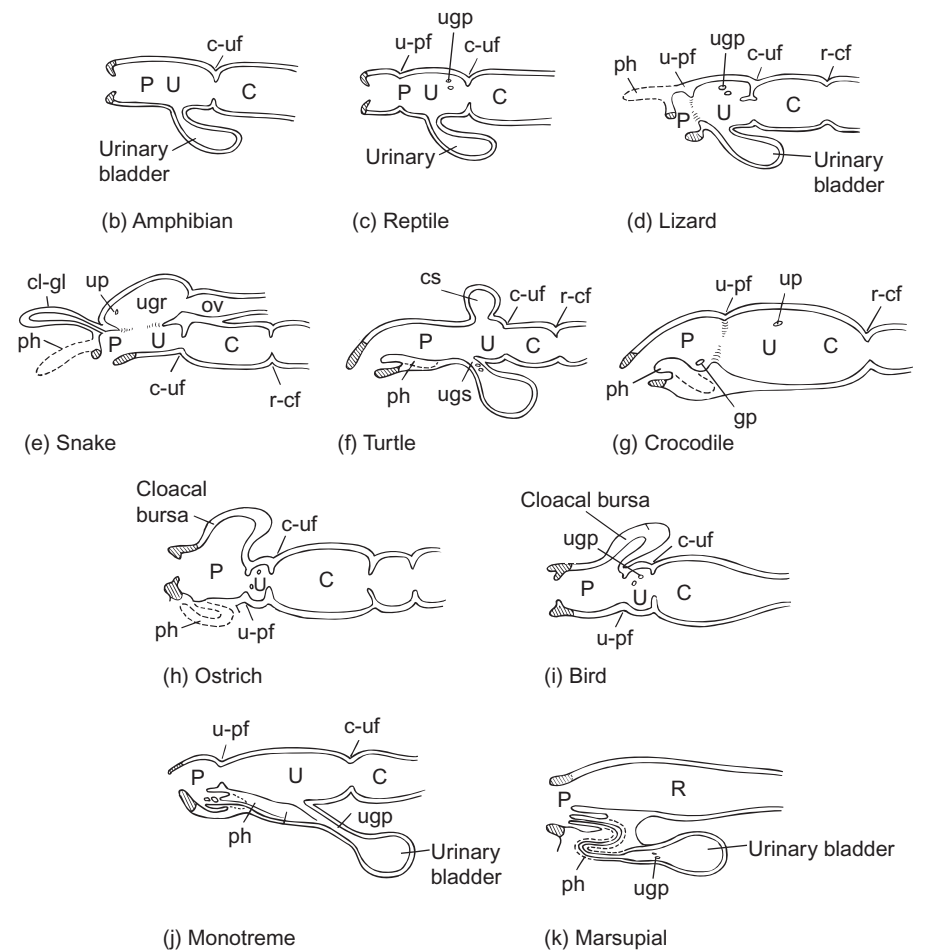 c-uf
P U
C
Urinary
bladder
(b) Amphibian
ugp
u-pf
c-uf
P U
C
Urinary
(c) Reptile
ph
u-pf
ugp
c-uf
r-cf
P
U
C
Urinary
bladder
(d) Lizard
cl-gl
up
ugr
ov
ph
P
U
C
c-uf
r-cf
(e) Snake
cs
c-uf
r-cf
P
U
C
ph
ugs
(f) Turtle
u-pf
up
r-cf
P
U
C
ph
gp
(g) Crocodile
Cloacal
bursa
c-uf
P
U
C
ph
u-pf
(h) Ostrich
Cloacal bursa
ugp
c-uf
P
U
C
u-pf
(i) Bird
u-pf
c-uf
P
U
C
ph
ugp
Urinary
bladder
(j) Monotreme
P
R
Urinary bladder
ph
ugp
(k) Marsupial